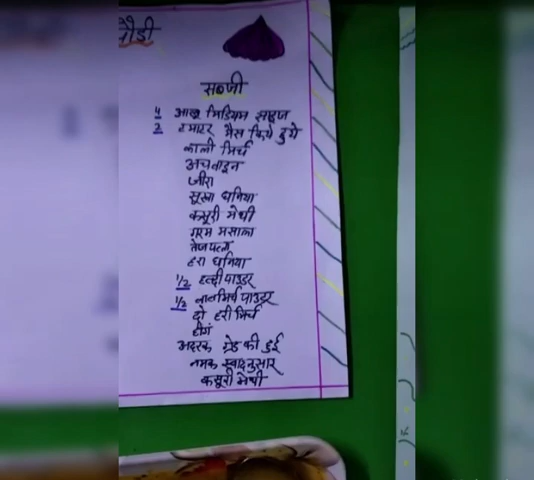 सब्जी
4 आलू मिडियम साइज
2 टमाटर मैस किये हुये
काली मिर्च
अचवाइन
जीरा
सूखा धनिया
कसूरी मेथी
गरम मसाला
तेजपत्ता
हरा धनिया
1/2 हल्दी पाउडर
1/2 लालमिर्च पाउडर
दो हरी मिर्च
हींग
अदरक ग्रेड की हुई
नमक स्वादनुसार
कसूरी मेथी